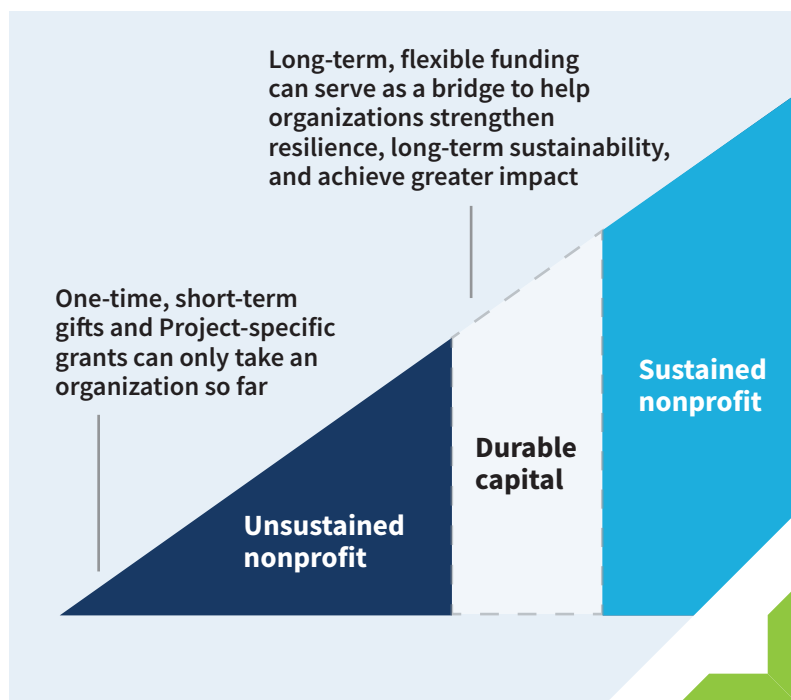 Long-term, flexible funding
can serve as a bridge to help
organizations strengthen
resilience, long-term sustainability,
and achieve greater impact
One-time, short-term
gifts and Project-specific
grants can only take an
organization so far
Sustained
nonprofit
Durable
capital
Unsustained
nonprofit